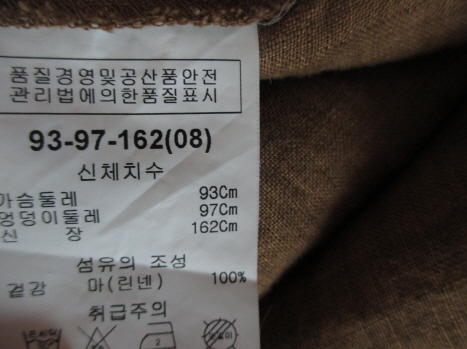 품질경영및공산품안전
관리법에의한품질표시
93-97-162(08)
신체치수
가슴둘레 93Cm
엉덩이둘레 97Cm
신 장 162Cm
섬유의 조성
겉감 마(린넨) 100%
취급주의
2